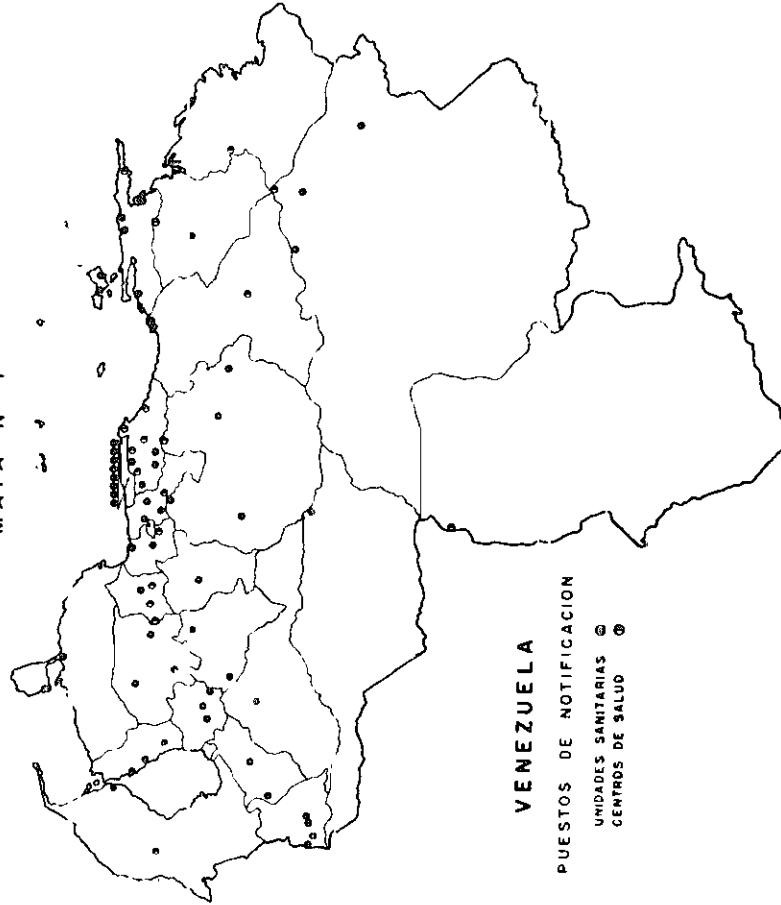 VENEZUELA
PUESTOS DE NOTIFICACION
UNIDADES SANITARIAS
CENTROS DE SALUD